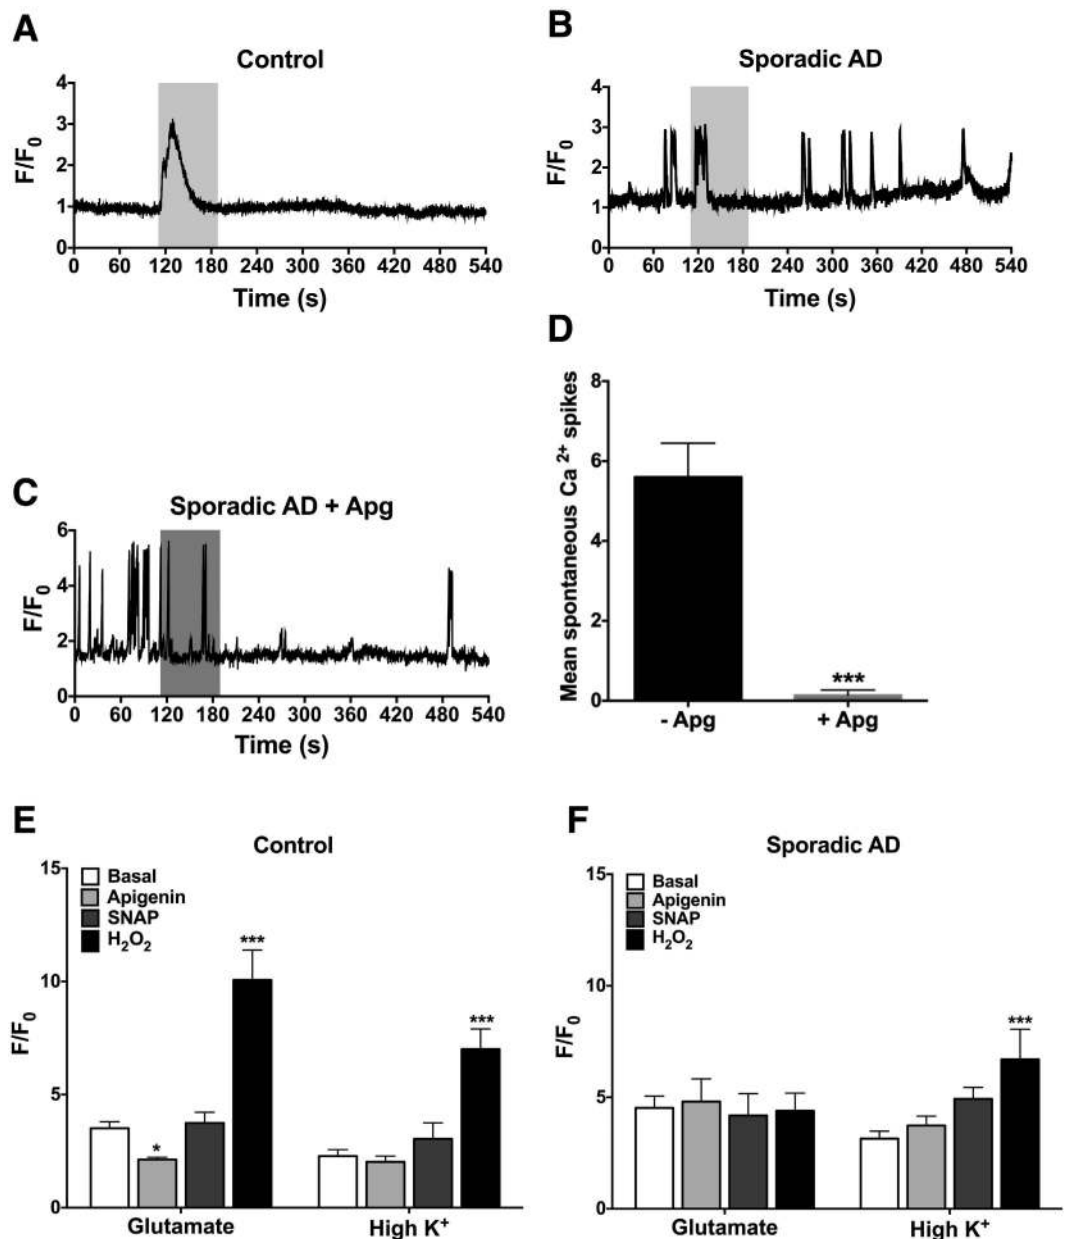 A
Control
F/F0
4
3
2
1
0
0 60 120 180 240 300 360 420 480 540
Time (s)
B
Sporadic AD
F/F0
4
3
2
1
0
0 60 120 180 240 300 360 420 480 540
Time (s)
C
Sporadic AD + Apg
F/F0
6
4
2
0
0 60 120 180 240 300 360 420 480 540
Time (s)
D
Mean spontaneous Ca 2+ spikes
8
6
4
2
0
***
- Apg + Apg
E
Control
F/F0
15
10
5
0
Basal
Apigenin
SNAP
H2O2
*
***
***
Glutamate High K+
F
Sporadic AD
F/F0
15
10
5
0
Basal
Apigenin
SNAP
H2O2
***
Glutamate High K+